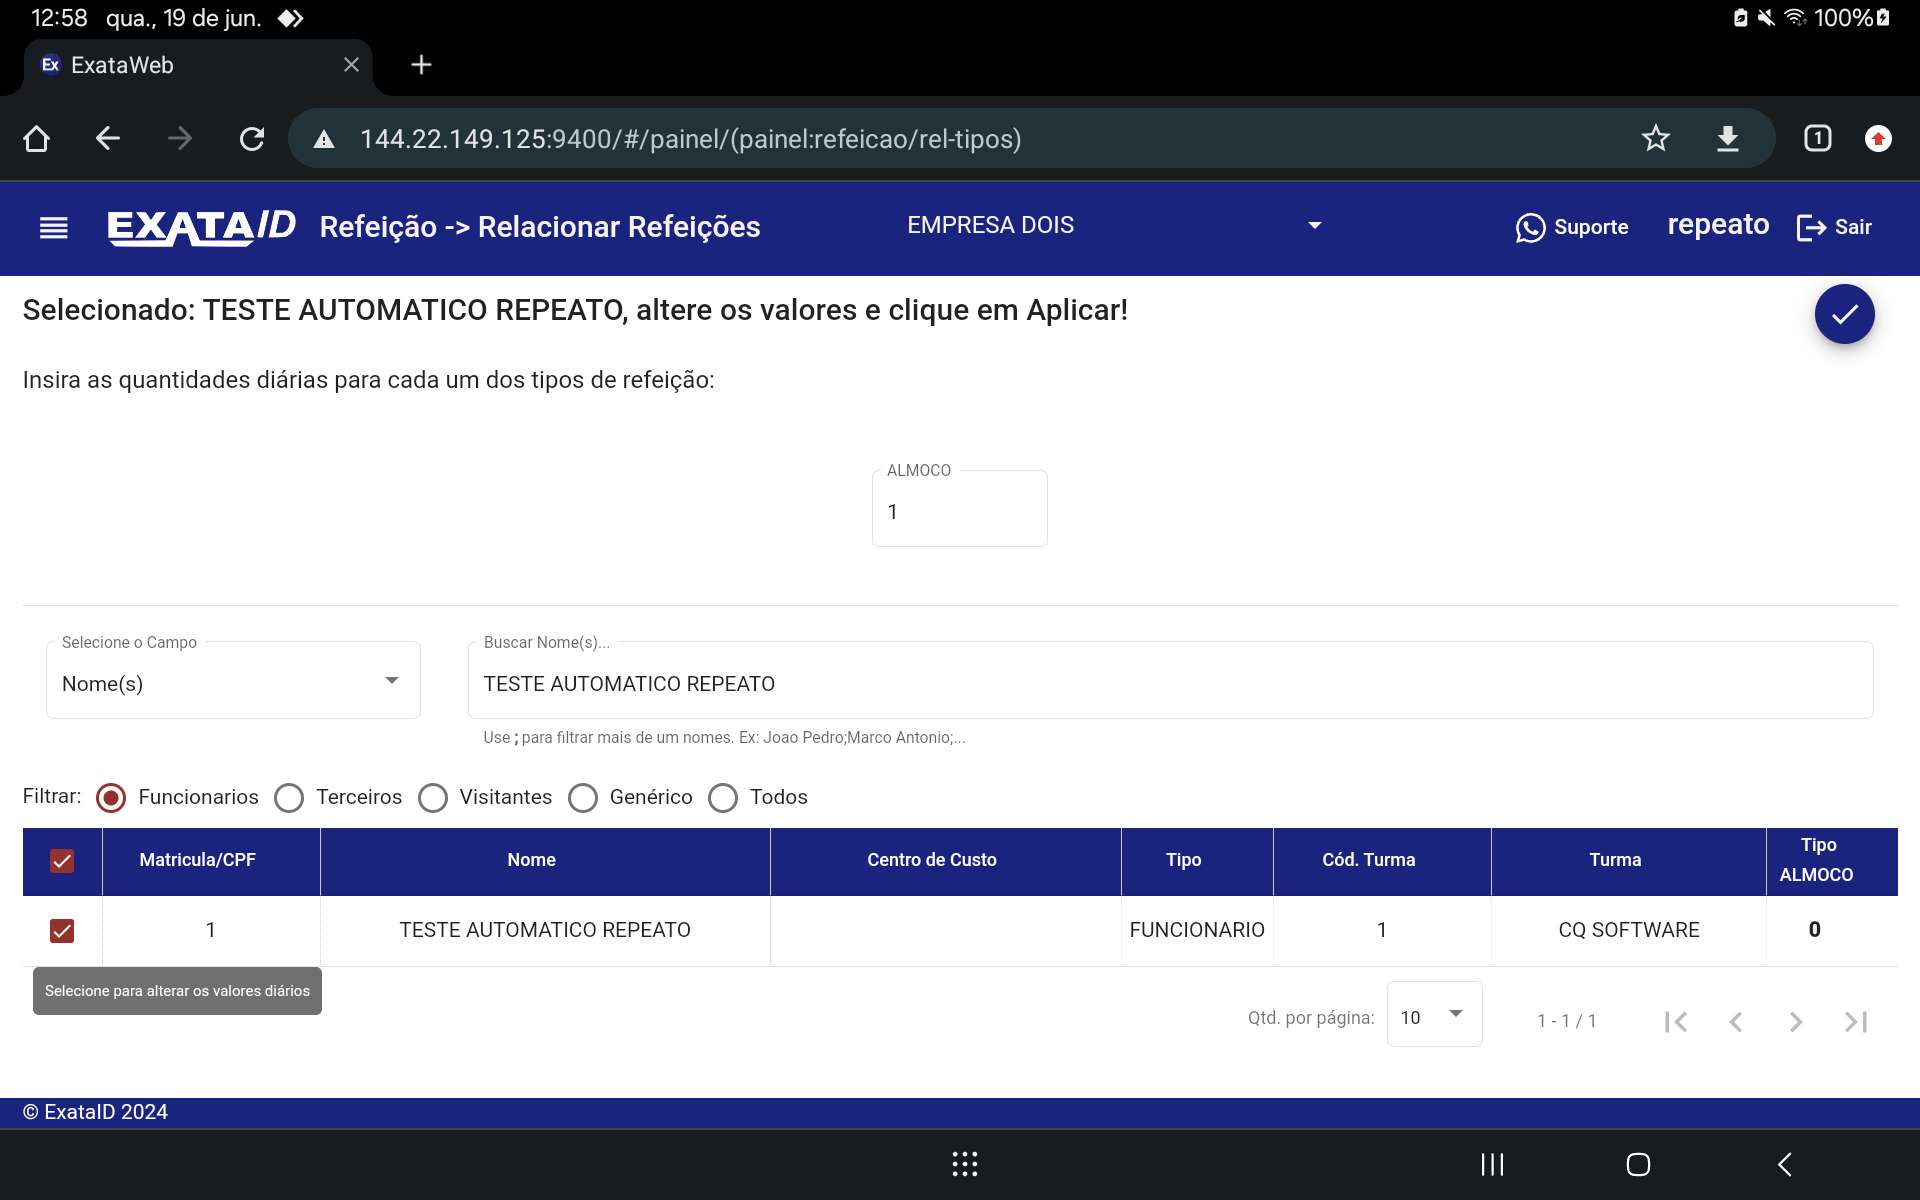 12:58 qua., 19 de jun. 100%
Ex ExataWeb
144.22.149.125:9400/#/painel/(painel:refeicao/rel-tipos) 1
EXATAID Refeição -> Relacionar Refeições EMPRESA DOIS Suporte repeato Sair
Selecionado: TESTE AUTOMATICO REPEATO, altere os valores e clique em Aplicar!
Insira as quantidades diárias para cada um dos tipos de refeição:
ALMOCO
1
Selecione o Campo Buscar Nome(s)...
Nome(s) TESTE AUTOMATICO REPEATO
Use ; para filtrar mais de um nomes. Ex: Joao Pedro;Marco Antonio;...
Filtrar: Funcionarios Terceiros Visitantes Genérico Todos
Matricula/CPF Nome Centro de Custo Tipo Cód. Turma Turma Tipo ALMOCO
1 TESTE AUTOMATICO REPEATO FUNCIONARIO 1 CQ SOFTWARE 0
Selecione para alterar os valores diários
Qtd. por página: 10 1 - 1 / 1
© ExataID 2024